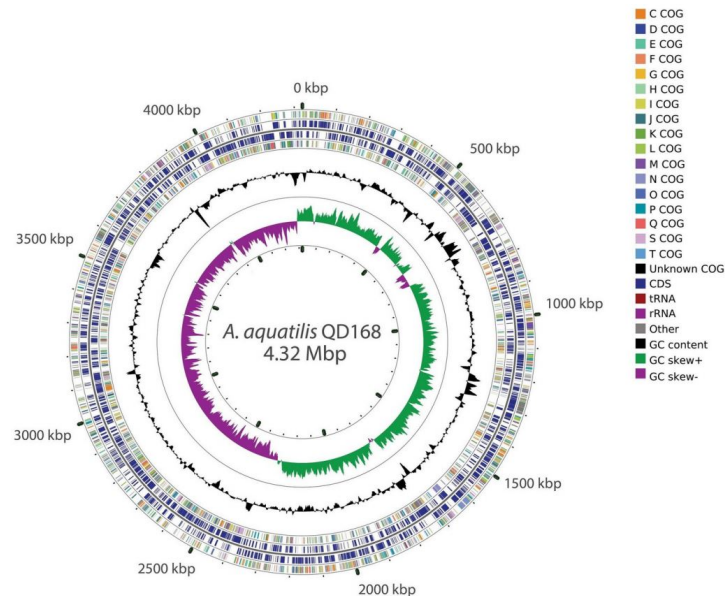 0 kbp
500 kbp
1000 kbp
1500 kbp
2000 kbp
2500 kbp
3000 kbp
3500 kbp
4000 kbp
A. aquatilis QD168
4.32 Mbp
C COG
D COG
E COG
F COG
G COG
H COG
I COG
J COG
K COG
L COG
M COG
N COG
O COG
P COG
Q COG
S COG
T COG
Unknown COG
CDS
tRNA
rRNA
Other
GC content
GC skew+
GC skew-